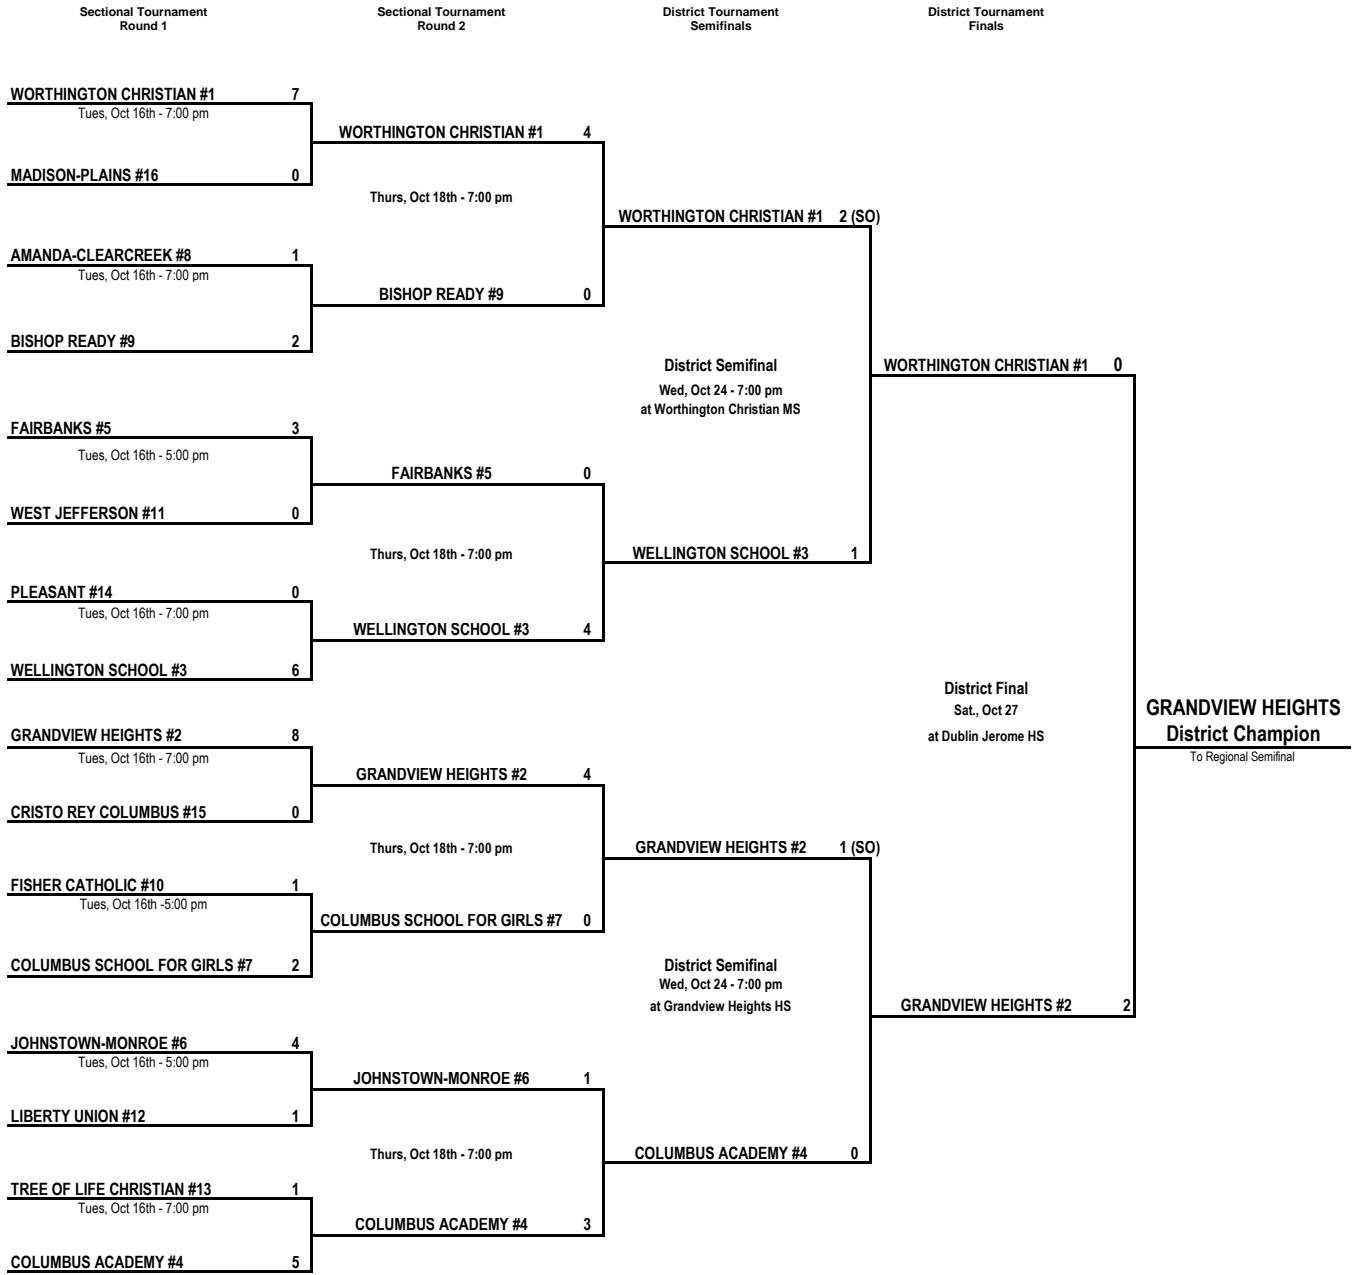 Sectional Tournament
Round 1
Sectional Tournament
Round 2
District Tournament
Semifinals
District Tournament
Finals
WORTHINGTON CHRISTIAN #1 7
Tues, Oct 16th - 7:00 pm
MADISON-PLAINS #16 0
AMANDA-CLEARCREEK #8 1
Tues, Oct 16th - 7:00 pm
BISHOP READY #9 2
FAIRBANKS #5 3
Tues, Oct 16th - 5:00 pm
WEST JEFFERSON #11 0
PLEASANT #14 0
Tues, Oct 16th - 7:00 pm
WELLINGTON SCHOOL #3 6
GRANDVIEW HEIGHTS #2 8
Tues, Oct 16th - 7:00 pm
CRISTO REY COLUMBUS #15 0
FISHER CATHOLIC #10 1
Tues, Oct 16th -5:00 pm
COLUMBUS SCHOOL FOR GIRLS #7 2
JOHNSTOWN-MONROE #6 4
Tues, Oct 16th - 5:00 pm
LIBERTY UNION #12 1
TREE OF LIFE CHRISTIAN #13 1
Tues, Oct 16th - 7:00 pm
COLUMBUS ACADEMY #4 5
WORTHINGTON CHRISTIAN #1 4
Thurs, Oct 18th - 7:00 pm
BISHOP READY #9 0
FAIRBANKS #5 0
Thurs, Oct 18th - 7:00 pm
WELLINGTON SCHOOL #3 4
GRANDVIEW HEIGHTS #2 4
Thurs, Oct 18th - 7:00 pm
COLUMBUS SCHOOL FOR GIRLS #7 0
JOHNSTOWN-MONROE #6 1
Thurs, Oct 18th - 7:00 pm
COLUMBUS ACADEMY #4 3
WORTHINGTON CHRISTIAN #1 2 (SO)
District Semifinal
Wed, Oct 24 - 7:00 pm
at Worthington Christian MS
WELLINGTON SCHOOL #3 1
GRANDVIEW HEIGHTS #2 1 (SO)
District Semifinal
Wed, Oct 24 - 7:00 pm
at Grandview Heights HS
COLUMBUS ACADEMY #4 0
WORTHINGTON CHRISTIAN #1 0
District Final
Sat., Oct 27
at Dublin Jerome HS
GRANDVIEW HEIGHTS #2 2
GRANDVIEW HEIGHTS
District Champion
To Regional Semifinal